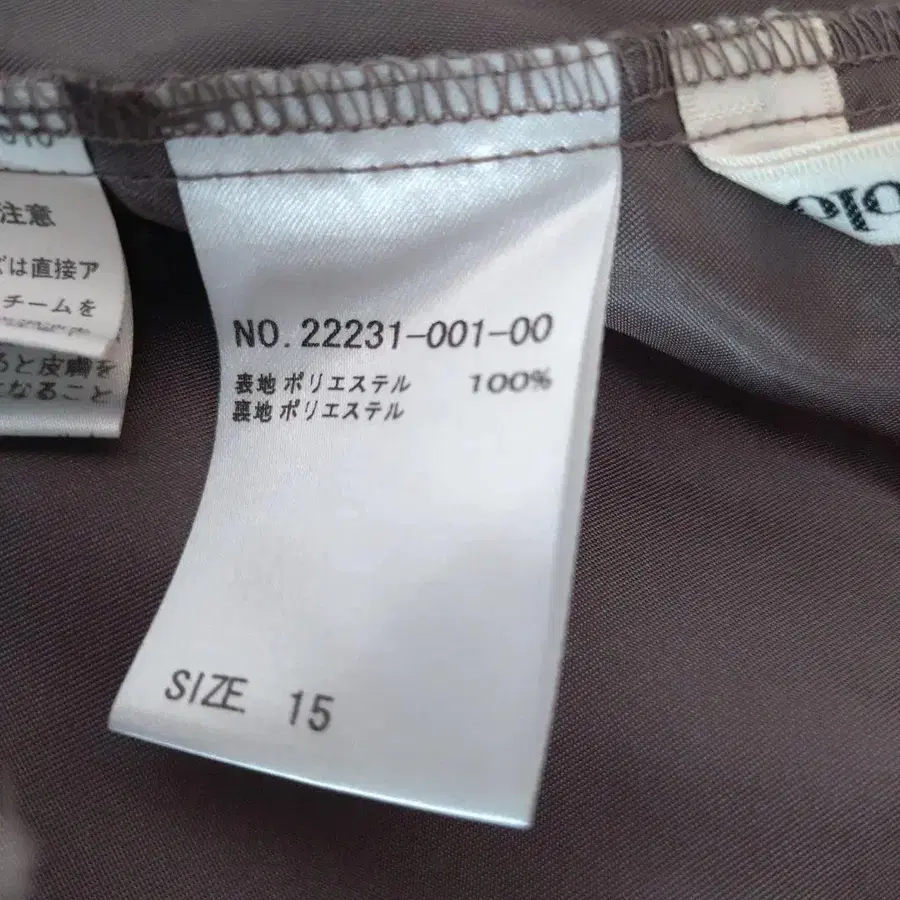 注意
は直接ア
チームを
ると皮膚を
になること
NO. 22231-001-00
表地 ポリエステル 100%
裏地 ポリエステル
SIZE 15